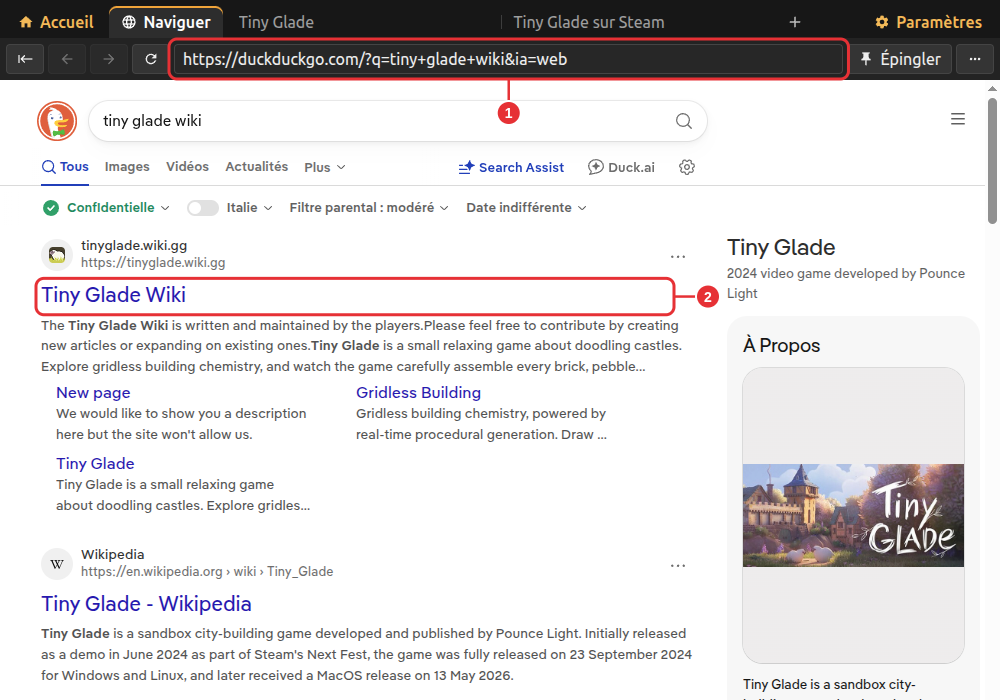 Accueil
Naviguer
Tiny Glade
Tiny Glade sur Steam
+
Paramètres
https://duckduckgo.com/?q=tiny+glade+wiki&ia=web
Épingler
1
tiny glade wiki
Tous
Images
Vidéos
Actualités
Plus
Search Assist
Duck.ai
Confidentielle
Italie
Filtre parental : modéré
Date indifférente
tinyglade.wiki.gg
https://tinyglade.wiki.gg
Tiny Glade Wiki
2
The Tiny Glade Wiki is written and maintained by the players.Please feel free to contribute by creating
new articles or expanding on existing ones.Tiny Glade is a small relaxing game about doodling castles.
Explore gridless building chemistry, and watch the game carefully assemble every brick, pebble...
New page
We would like to show you a description
here but the site won't allow us.
Gridless Building
Gridless building chemistry, powered by
real-time procedural generation. Draw ...
Tiny Glade
Tiny Glade is a small relaxing game
about doodling castles. Explore gridles...
W
Wikipedia
https://en.wikipedia.org › wiki › Tiny_Glade
Tiny Glade - Wikipedia
Tiny Glade is a sandbox city-building game developed and published by Pounce Light. Initially released
as a demo in June 2024 as part of Steam's Next Fest, the game was fully released on 23 September 2024
for Windows and Linux, and later received a MacOS release on 13 May 2026.
Tiny Glade
2024 video game developed by Pounce
Light
À Propos
Tiny
GLADE
Tiny Glade is a sandbox city-